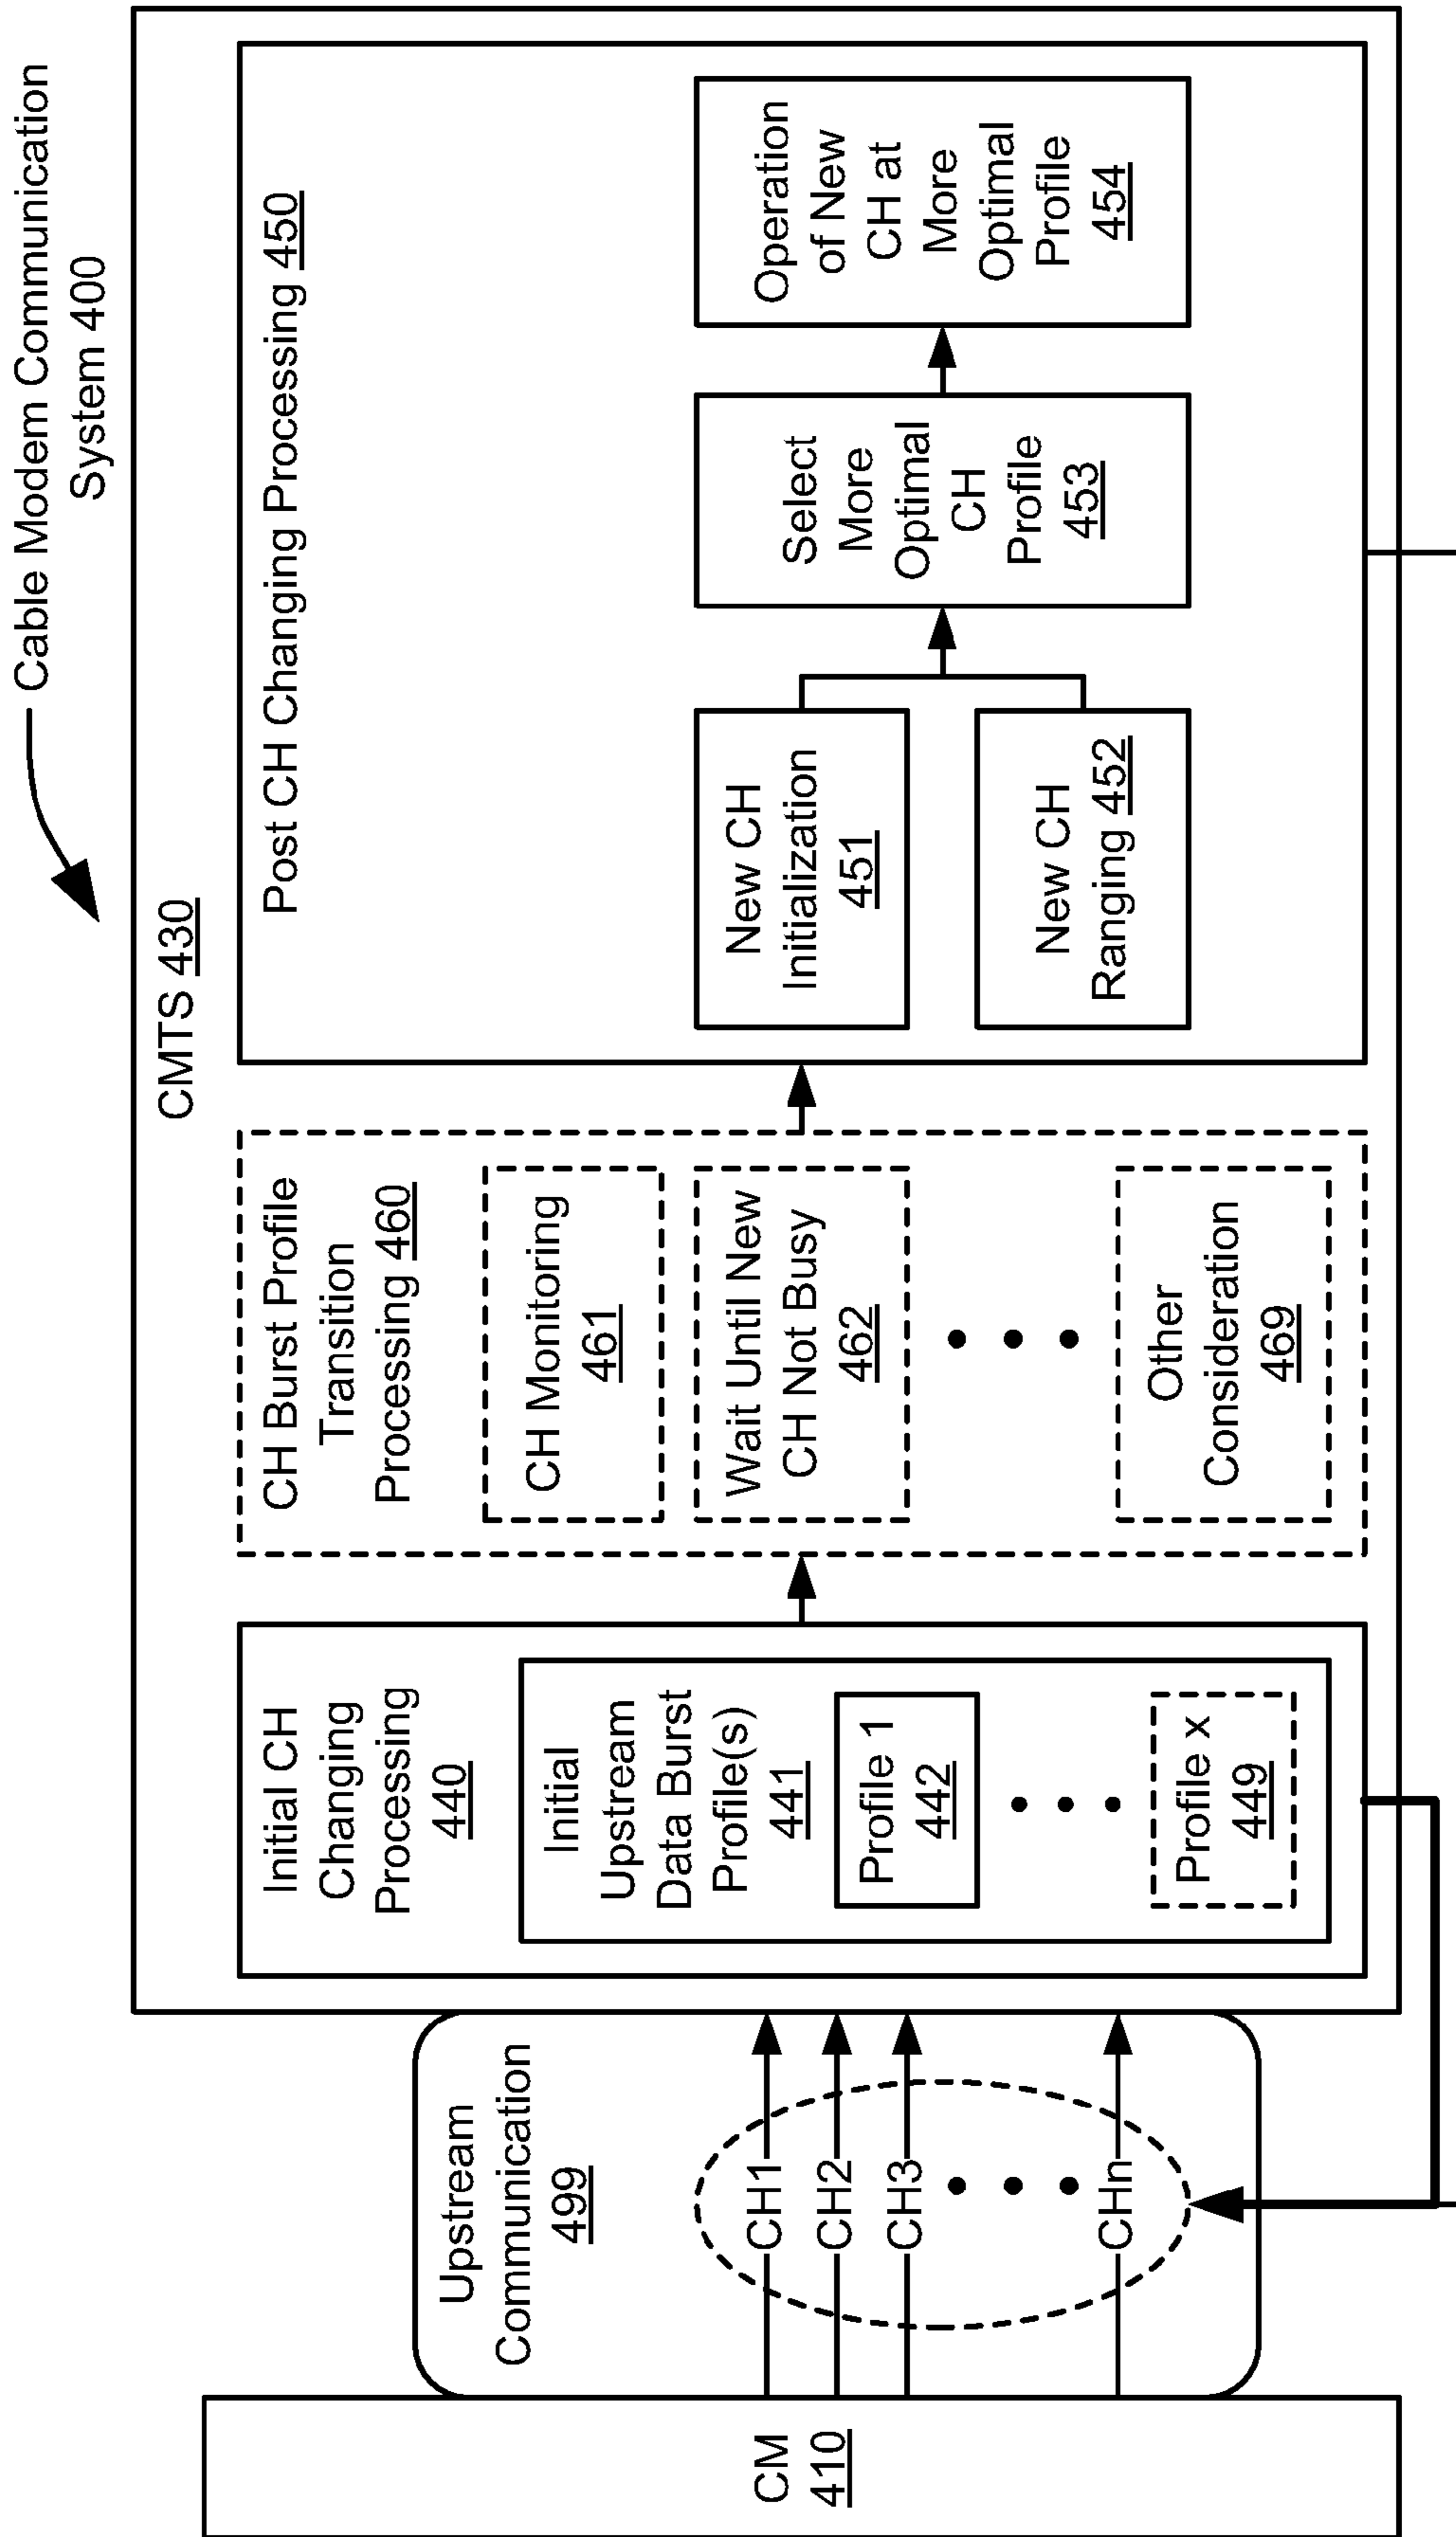 Cable Modem Communication
System 400
CM
410
Upstream
Communication
499
CH1
CH2
CH3
CHn
CMTS 430
Initial CH
Changing
Processing
440
Initial
Upstream
Data Burst
Profile(s)
441
Profile 1
442
Profile x
449
CH Burst Profile
Transition
Processing 460
CH Monitoring
461
Wait Until New
CH Not Busy
462
Other
Consideration
469
Post CH Changing Processing 450
New CH
Initialization
451
New CH
Ranging 452
Select
More
Optimal
CH
Profile
453
Operation
of New
CH at
More
Optimal
Profile
454